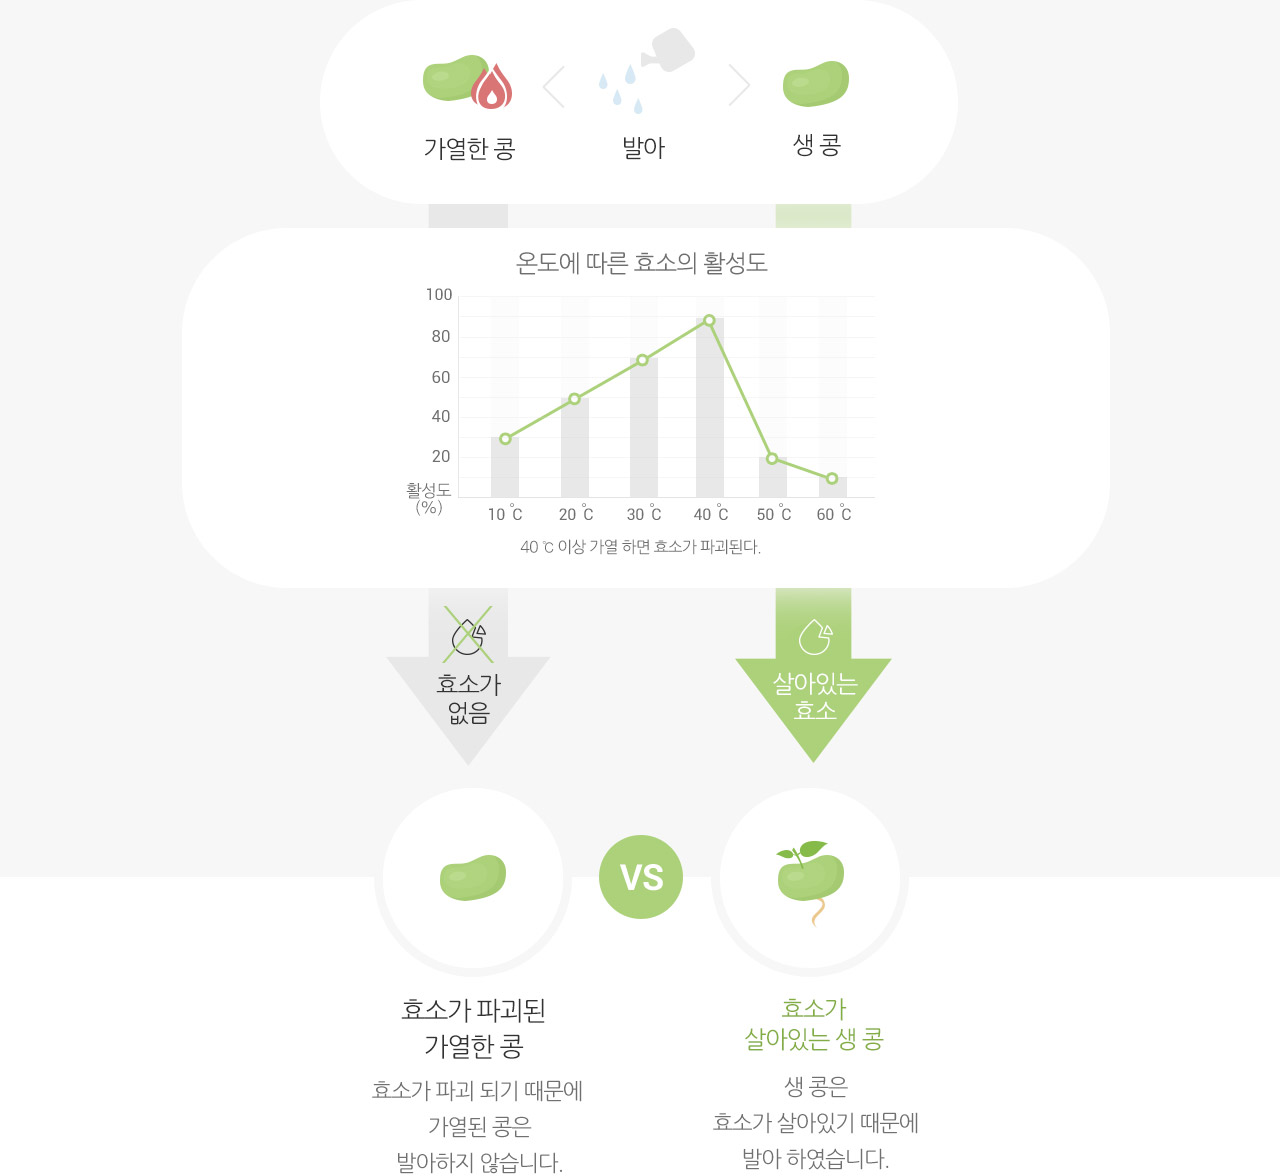 가열한 콩
발아
생 콩
온도에 따른 효소의 활성도
100
80
60
40
20
활성도
(%)
10 ℃
20 ℃
30 ℃
40 ℃
50 ℃
60 ℃
40 ℃ 이상 가열 하면 효소가 파괴된다.
효소가
없음
살아있는
효소
VS
효소가 파괴된
가열한 콩
효소가 파괴 되기 때문에
가열된 콩은
발아하지 않습니다.
효소가
살아있는 생 콩
생 콩은
효소가 살아있기 때문에
발아 하였습니다.